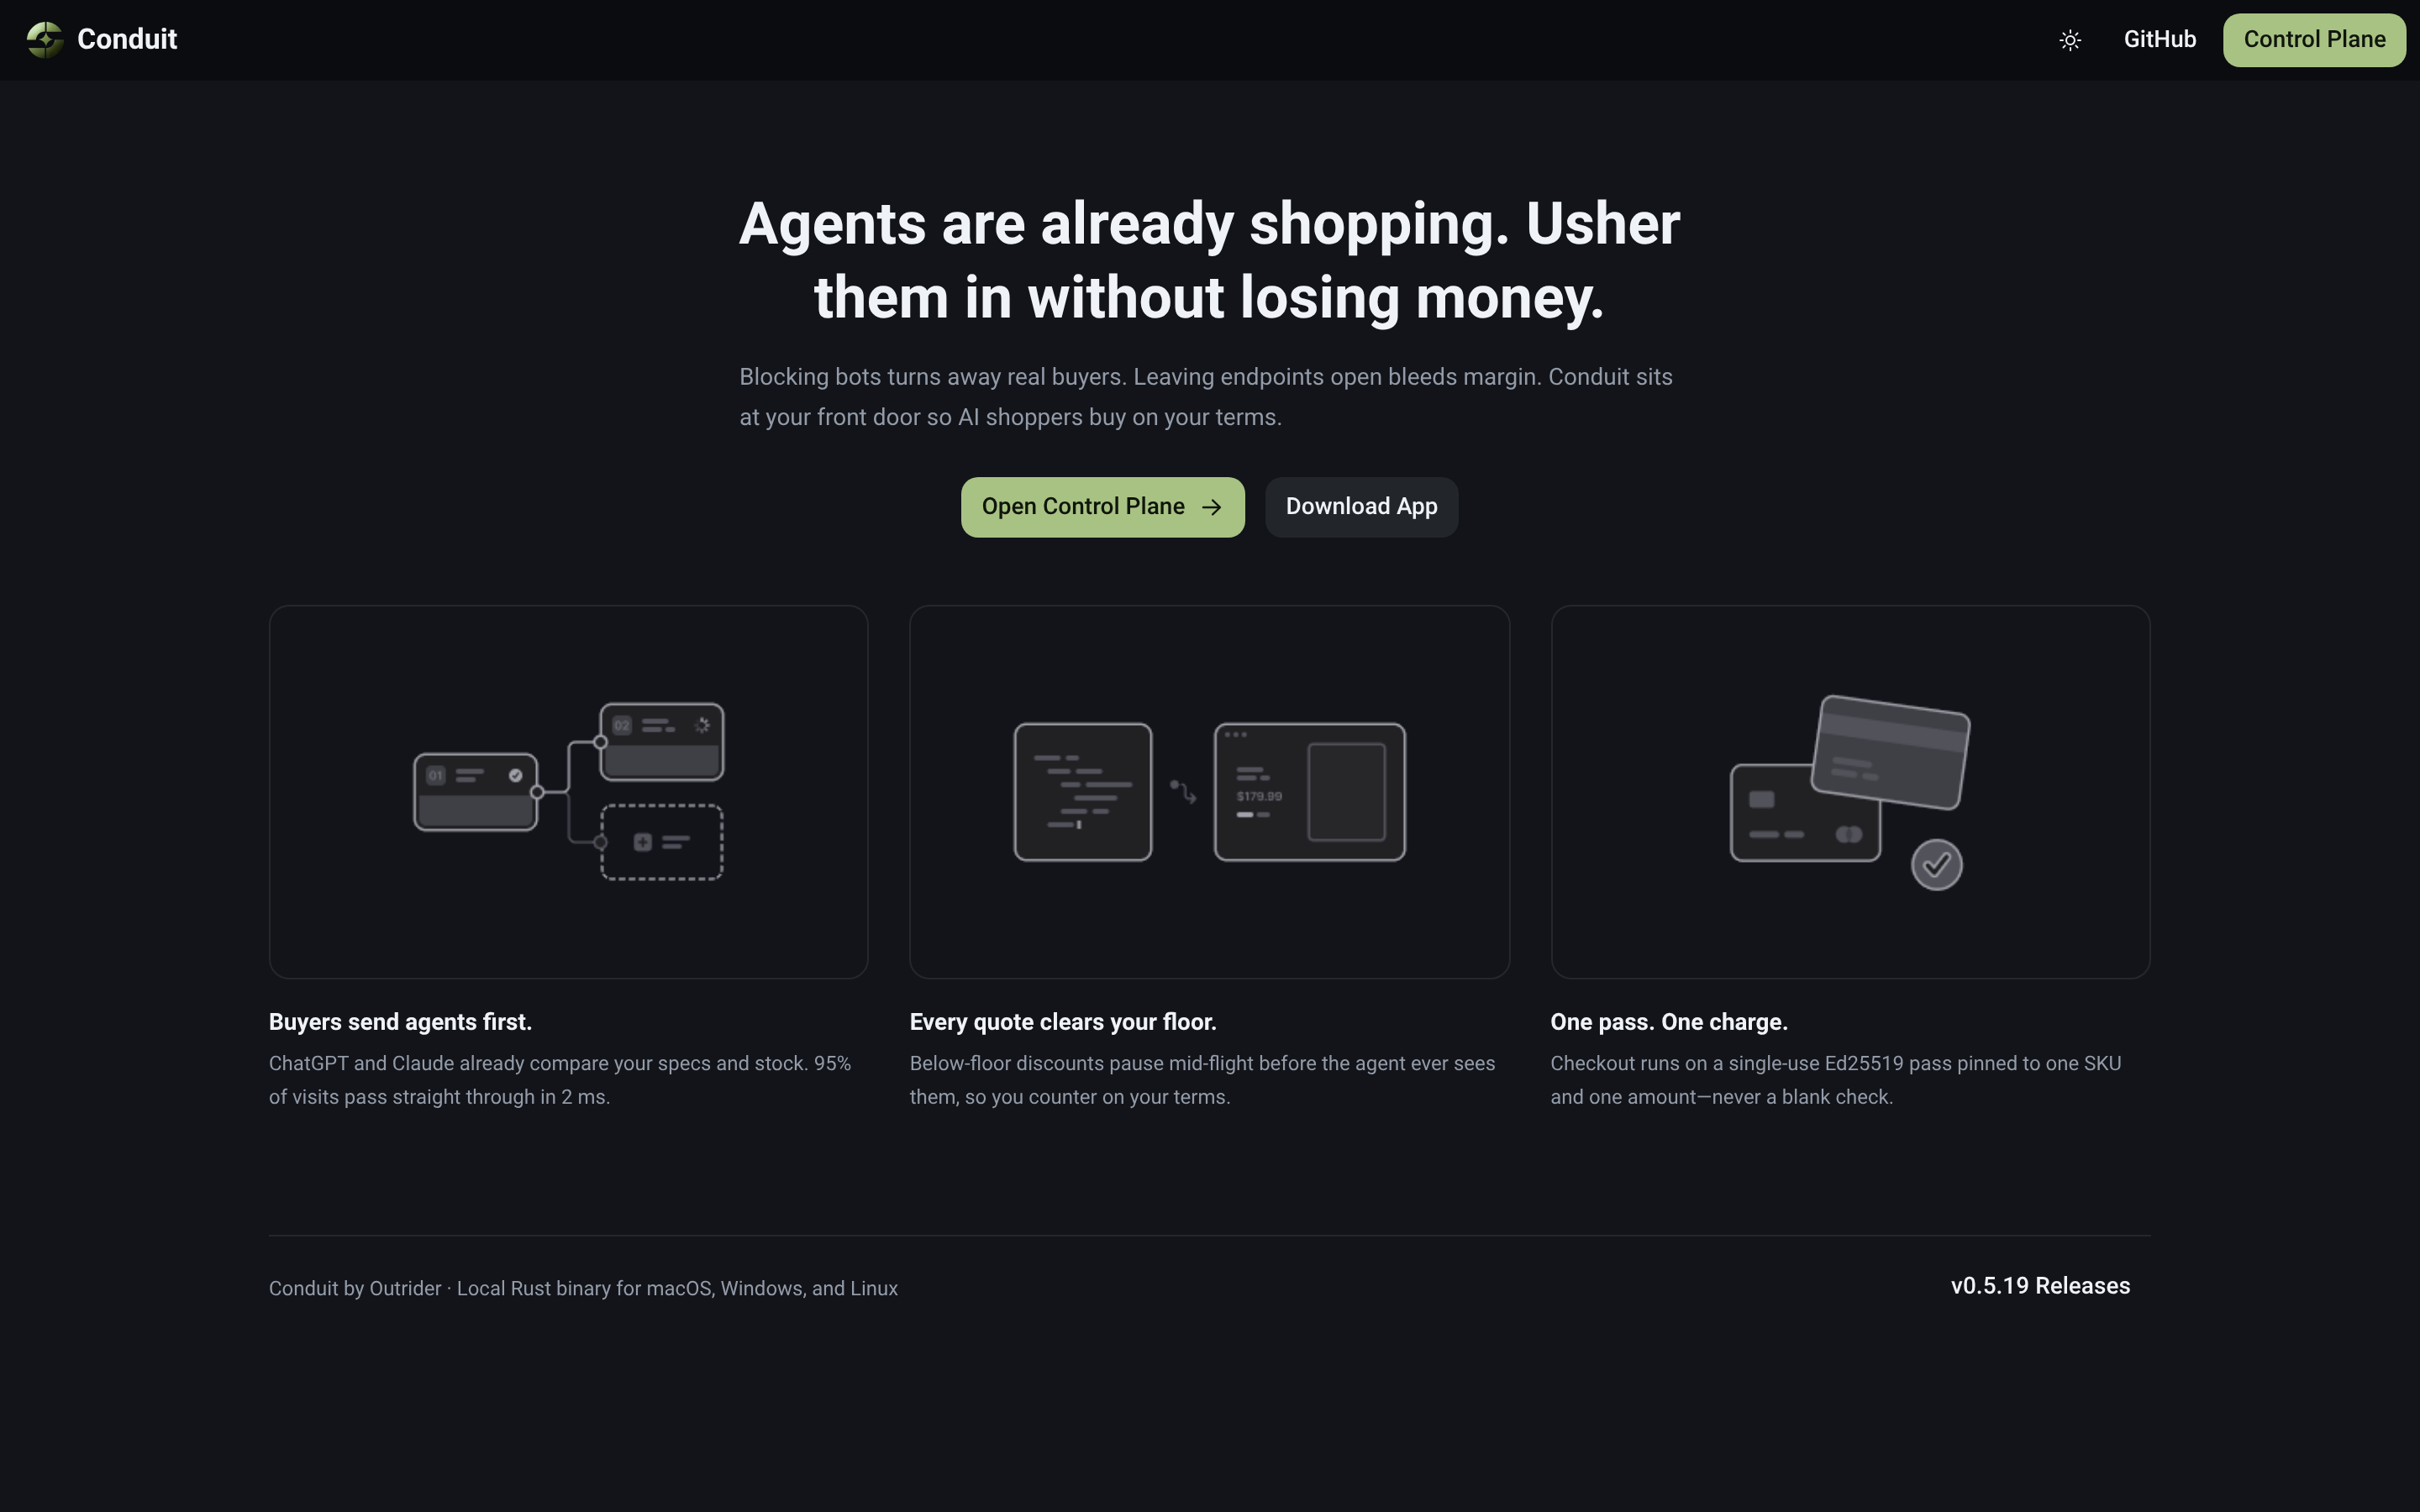 Conduit
GitHub
Control Plane
Agents are already shopping. Usher
them in without losing money.
Blocking bots turns away real buyers. Leaving endpoints open bleeds margin. Conduit sits
at your front door so AI shoppers buy on your terms.
Open Control Plane →
Download App
01
02
$179.99
Buyers send agents first.
ChatGPT and Claude already compare your specs and stock. 95%
of visits pass straight through in 2 ms.
Every quote clears your floor.
Below-floor discounts pause mid-flight before the agent ever sees
them, so you counter on your terms.
One pass. One charge.
Checkout runs on a single-use Ed25519 pass pinned to one SKU
and one amount—never a blank check.
Conduit by Outrider · Local Rust binary for macOS, Windows, and Linux
v0.5.19 Releases